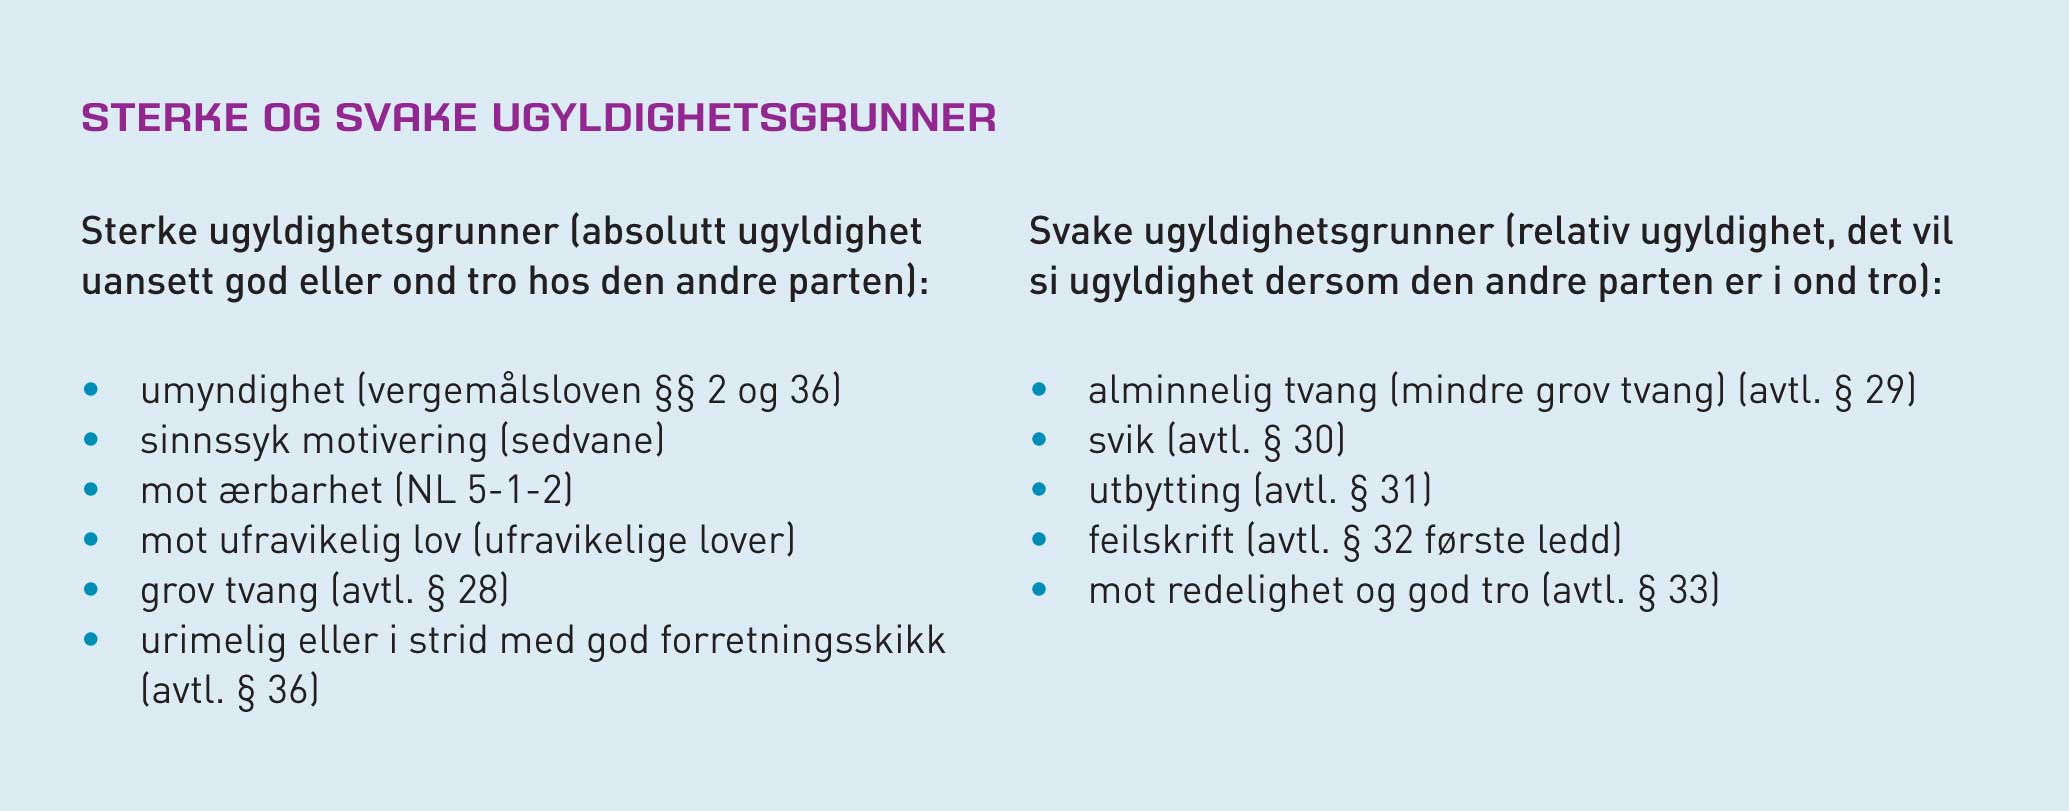 STERKE OG SVAKE UGYLDIGHETSGRUNNER
Sterke ugyldighetsgrunner (absolutt ugyldighet
uansett god eller ond tro hos den andre parten):
• umyndighet (vergemålsloven §§ 2 og 36)
• sinnssyk motivering (sedvane)
• mot ærbarhet (NL 5-1-2)
• mot ufravikelig lov (ufravikelige lover)
• grov tvang (avtl. § 28)
• urimelig eller i strid med god forretningsskikk
(avtl. § 36)
Svake ugyldighetsgrunner (relativ ugyldighet, det vil
si ugyldighet dersom den andre parten er i ond tro):
• alminnelig tvang (mindre grov tvang) (avtl. § 29)
• svik (avtl. § 30)
• utbytting (avtl. § 31)
• feilskrift (avtl. § 32 første ledd)
• mot redelighet og god tro (avtl. § 33)